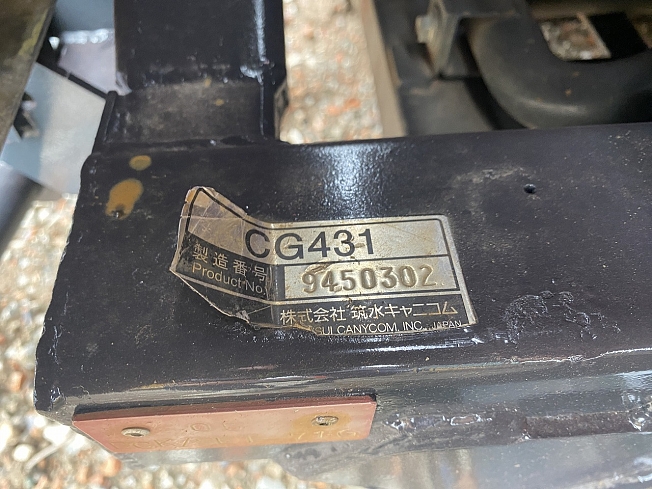 CG431
製造番号
Product No. 9450302
株式会社 筑水キャニコム
SUI CANYCOM, INC. JAPAN